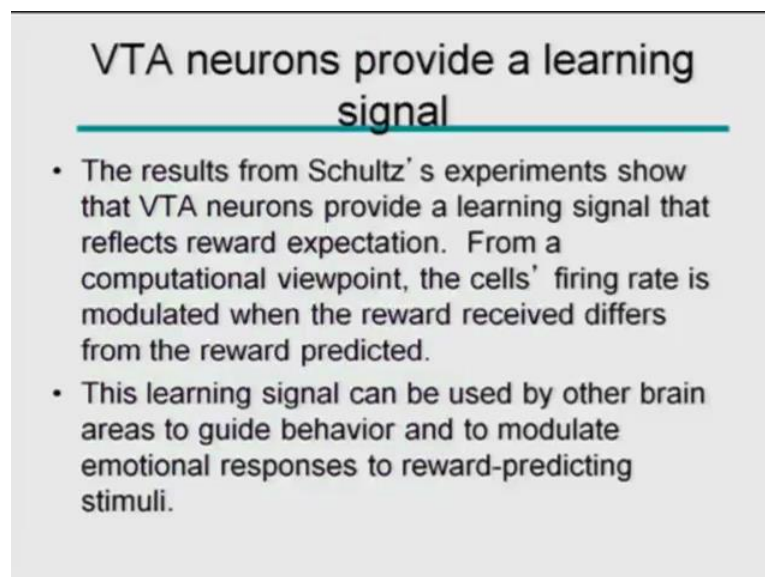 VTA neurons provide a learning
signal
• The results from Schultz's experiments show
that VTA neurons provide a learning signal that
reflects reward expectation. From a
computational viewpoint, the cells' firing rate is
modulated when the reward received differs
from the reward predicted.
• This learning signal can be used by other brain
areas to guide behavior and to modulate
emotional responses to reward-predicting
stimuli.